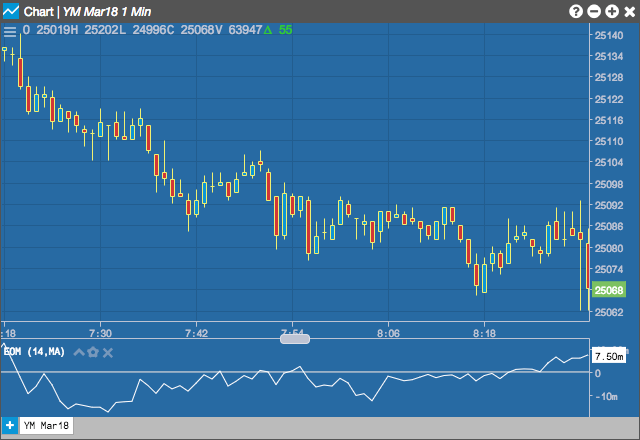 Chart | YM Mar18 1 Min
O 25019H 25202L 24996C 25068V 63947Δ 55
25140
25134
25128
25122
25116
25110
25104
25098
25092
25086
25080
25074
25068
25062
:18 7:30 7:42 7:54 8:06 8:18
EOM (14,MA)
7.50m
0
-10m
YM Mar18